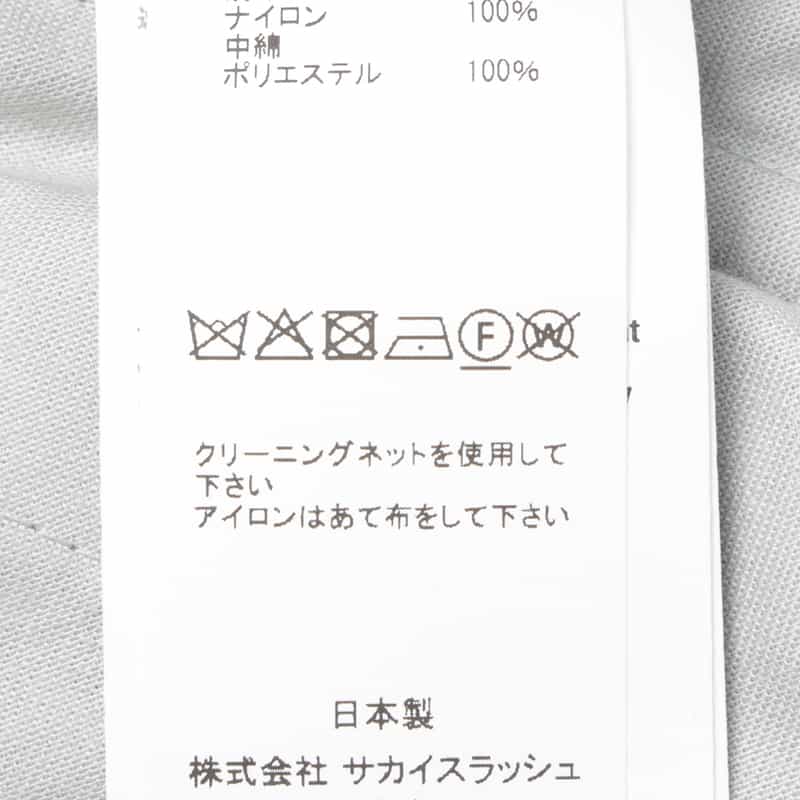 ナイロン 100%
中綿
ポリエステル 100%
F W
クリーニングネットを使用して
下さい
アイロンはあて布をして下さい
日本製
株式会社 サカイスラッシュ